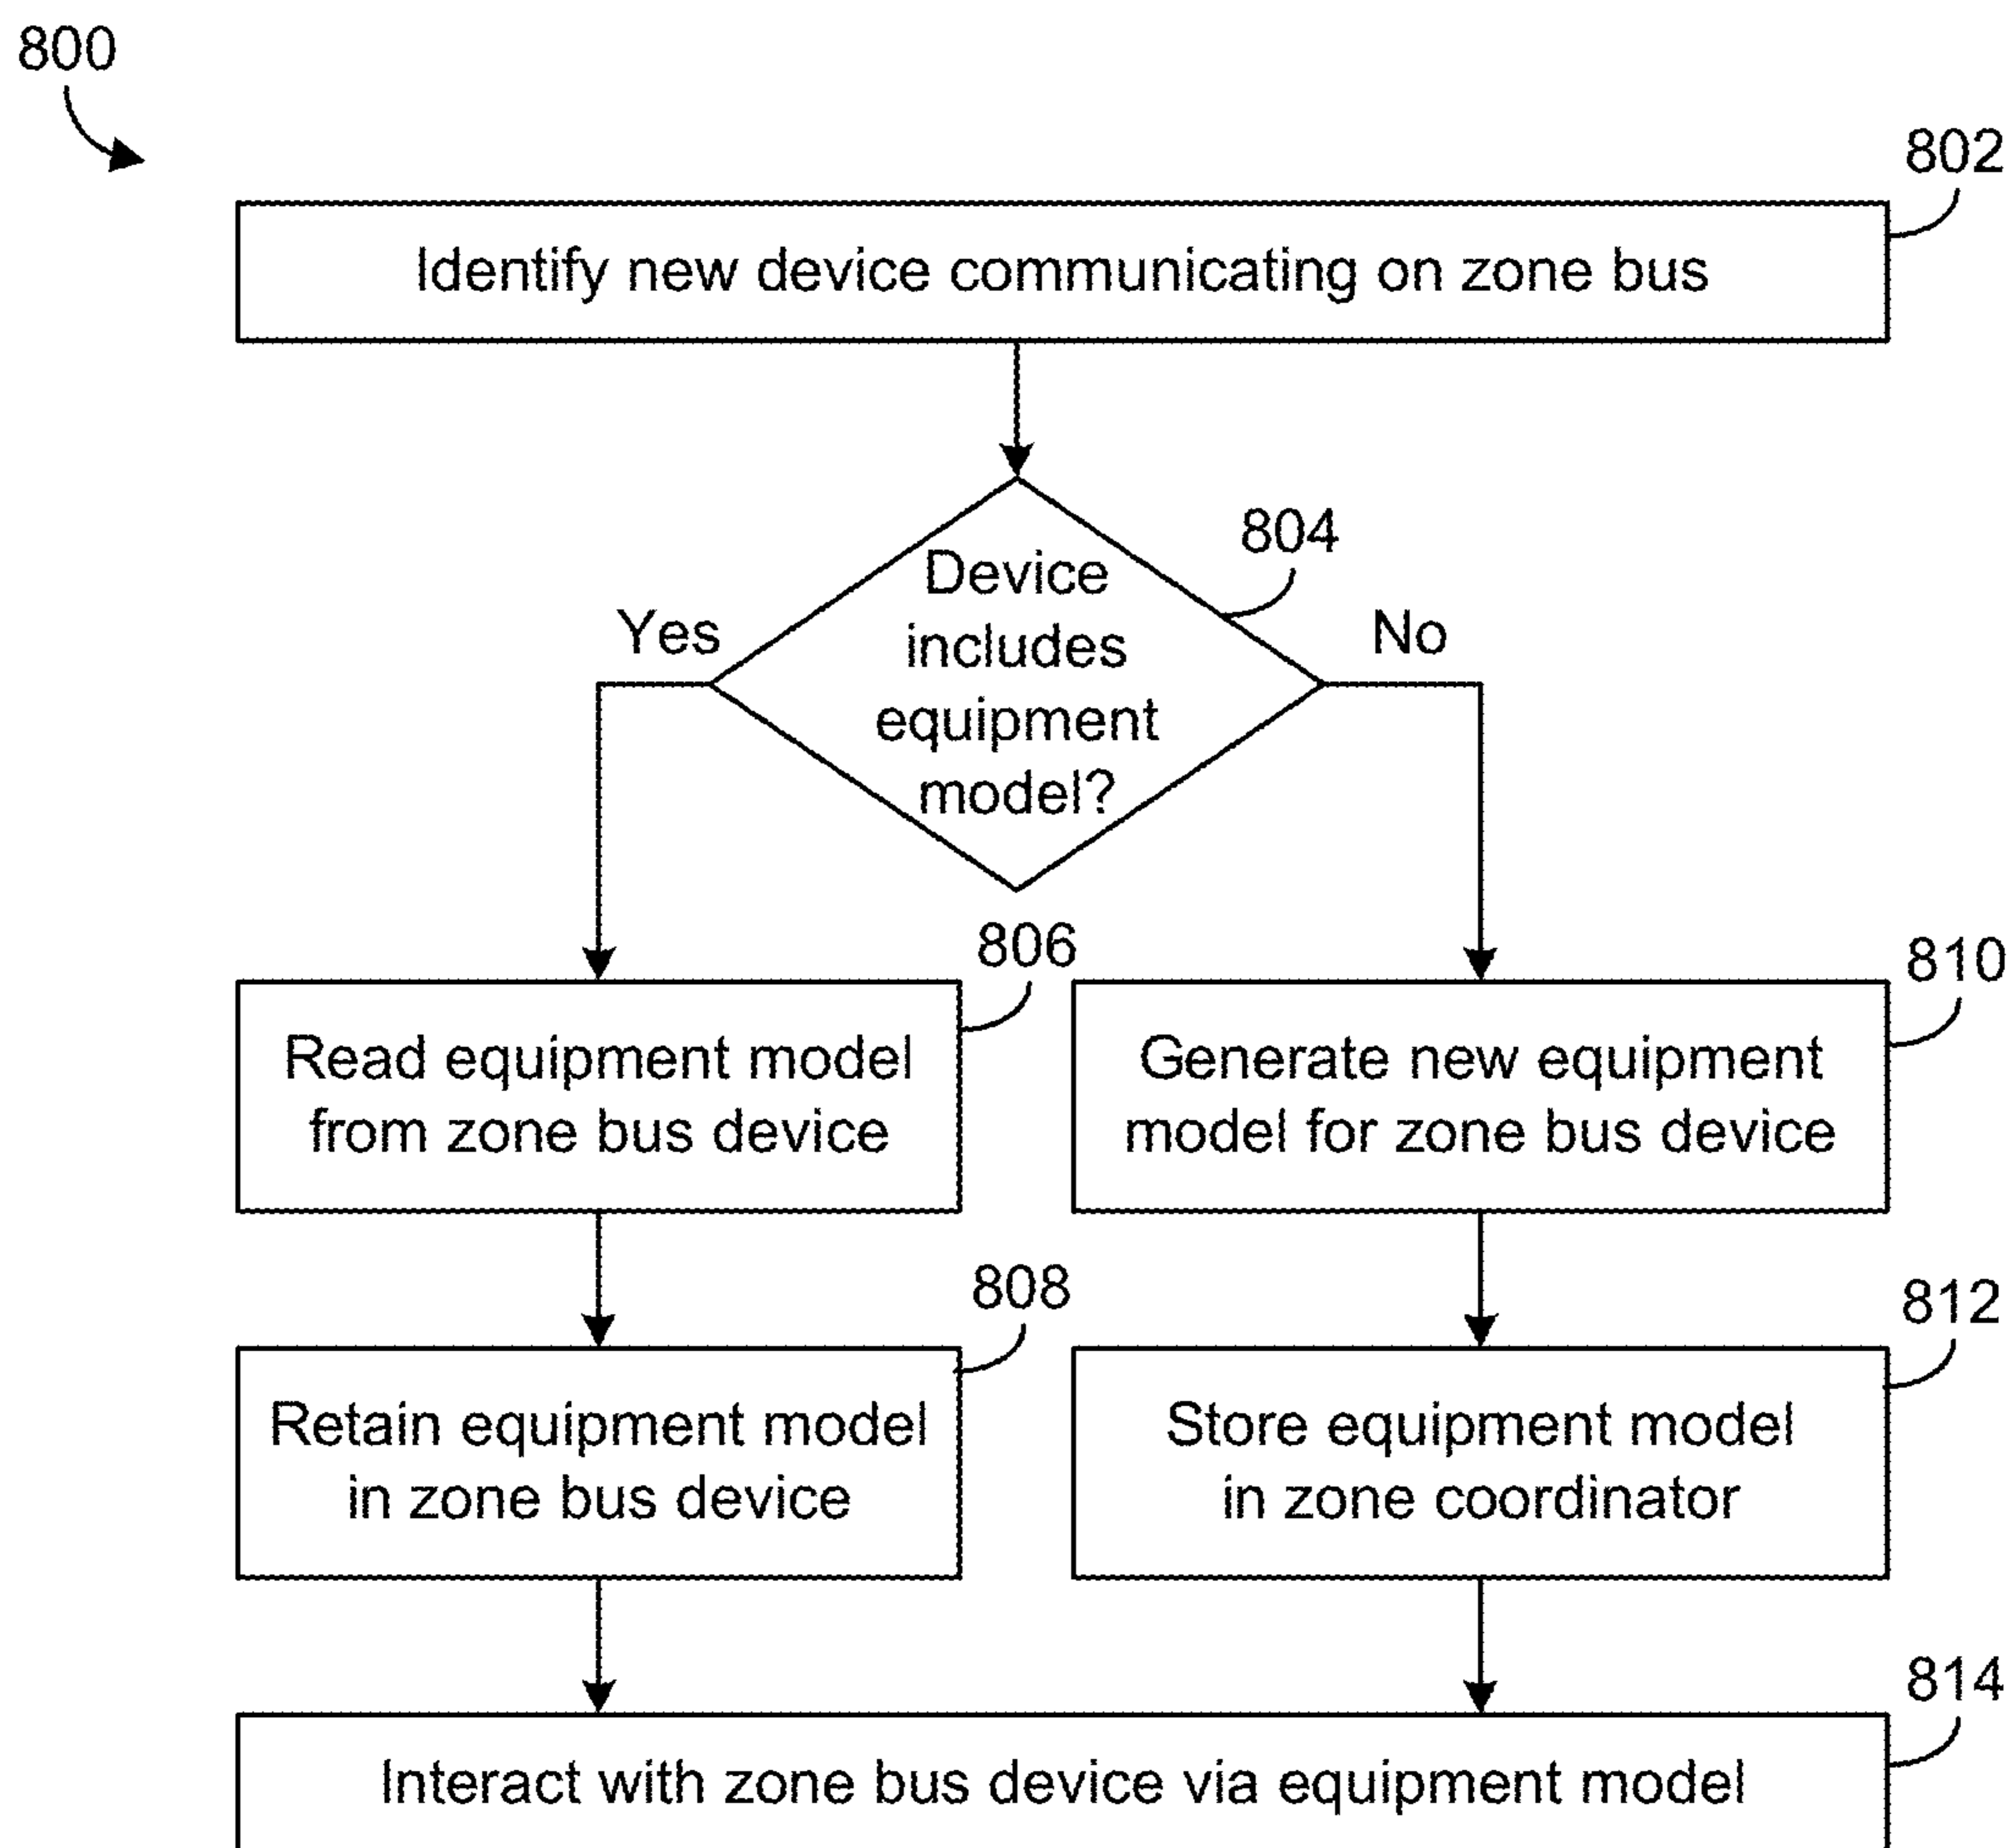 800
802
Identify new device communicating on zone bus
804
Device
includes
equipment
model?
Yes
No
806
Read equipment model
from zone bus device
810
Generate new equipment
model for zone bus device
808
Retain equipment model
in zone bus device
812
Store equipment model
in zone coordinator
814
Interact with zone bus device via equipment model